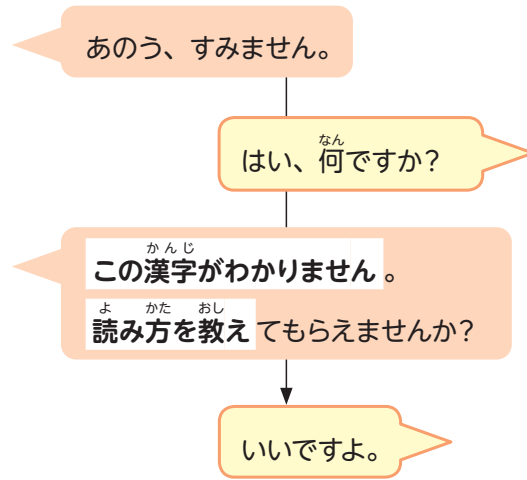 あのう、すみません。
なん
はい、何ですか？
かんじ
この漢字がわかりません。
よ かた おし
読み方を教えてもらえませんか？
いいですよ。